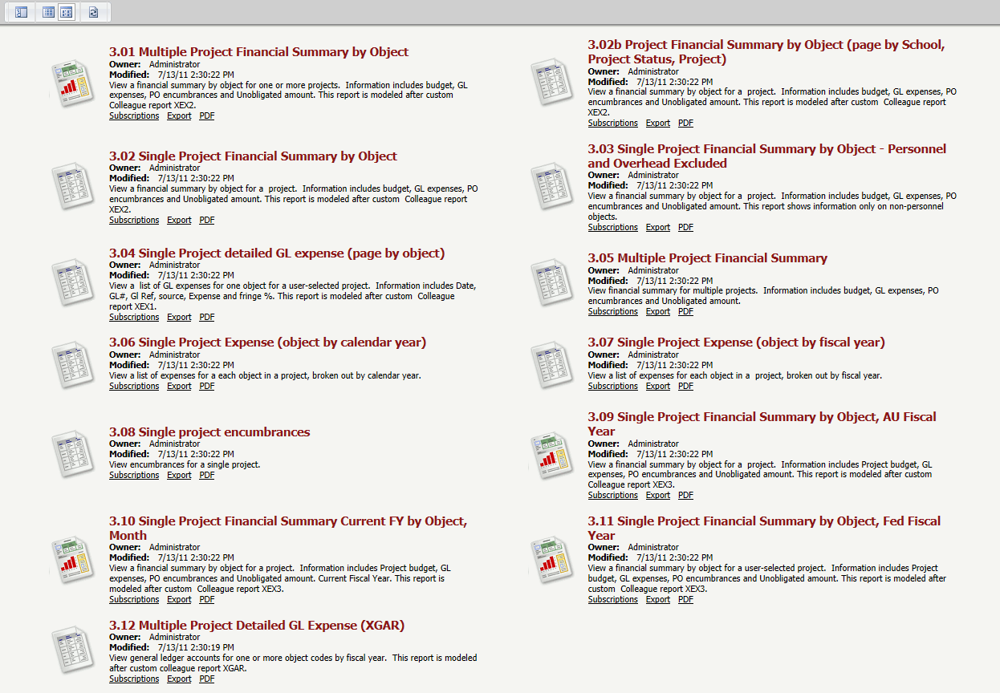 3.01 Multiple Project Financial Summary by Object
Owner: Administrator
Modified: 7/13/11 2:30:22 PM
View a financial summary by object for one or more projects. Information includes budget, GL
expenses, PO encumbrances and Unobligated amount. This report is modeled after custom
Colleague report XEX2.
Subscriptions Export PDF
3.02b Project Financial Summary by Object (page by School,
Project Status, Project)
Owner: Administrator
Modified: 7/13/11 2:30:22 PM
View a financial summary by object for a project. Information includes budget, GL expenses, PO
encumbrances and Unobligated amount. This report is modeled after custom Colleague report
XEX2.
Subscriptions Export PDF
3.02 Single Project Financial Summary by Object
Owner: Administrator
Modified: 7/13/11 2:30:22 PM
View a financial summary by object for a project. Information includes budget, GL expenses, PO
encumbrances and Unobligated amount. This report is modeled after custom Colleague report
XEX2.
Subscriptions Export PDF
3.03 Single Project Financial Summary by Object - Personnel
and Overhead Excluded
Owner: Administrator
Modified: 7/13/11 2:30:22 PM
View a financial summary by object for a project. Information includes budget, GL expenses, PO
encumbrances and Unobligated amount. This report shows information only on non-personnel
objects.
Subscriptions Export PDF
3.04 Single Project detailed GL expense (page by object)
Owner: Administrator
Modified: 7/13/11 2:30:22 PM
View a list of GL expenses for one object for a user-selected project. Information includes Date,
GL#, Gl Ref, source, Expense and fringe %. This report is modeled after custom Colleague
report XEX1.
Subscriptions Export PDF
3.05 Multiple Project Financial Summary
Owner: Administrator
Modified: 7/13/11 2:30:22 PM
View financial summary for multiple projects. Information includes budget, GL expenses, PO
encumbrances and Unobligated amount.
Subscriptions Export PDF
3.06 Single Project Expense (object by calendar year)
Owner: Administrator
Modified: 7/13/11 2:30:22 PM
View a list of expenses for a each object in a project, broken out by calendar year.
Subscriptions Export PDF
3.07 Single Project Expense (object by fiscal year)
Owner: Administrator
Modified: 7/13/11 2:30:22 PM
View a list of expenses for each object in a project, broken out by fiscal year.
Subscriptions Export PDF
3.08 Single project encumbrances
Owner: Administrator
Modified: 7/13/11 2:30:22 PM
View encumbrances for a single project.
Subscriptions Export PDF
3.09 Single Project Financial Summary by Object, AU Fiscal
Year
Owner: Administrator
Modified: 7/13/11 2:30:22 PM
View a financial summary by object for a project. Information includes Project budget, GL
expenses, PO encumbrances and Unobligated amount. This report is modeled after custom
Colleague report XEX3.
Subscriptions Export PDF
3.10 Single Project Financial Summary Current FY by Object,
Month
Owner: Administrator
Modified: 7/13/11 2:30:22 PM
View a financial summary by object for a project. Information includes Project budget, GL
expenses, PO encumbrances and Unobligated amount. Current Fiscal Year. This report is
modeled after custom Colleague report XEX3.
Subscriptions Export PDF
3.11 Single Project Financial Summary by Object, Fed Fiscal
Year
Owner: Administrator
Modified: 7/13/11 2:30:22 PM
View a financial summary by object for a user-selected project. Information includes Project
budget, GL expenses, PO encumbrances and Unobligated amount. This report is modeled after
custom Colleague report XEX3.
Subscriptions Export PDF
3.12 Multiple Project Detailed GL Expense (XGAR)
Owner: Administrator
Modified: 7/13/11 2:30:19 PM
View general ledger accounts for one or more object codes by fiscal year. This report is modeled
after custom colleague report XGAR.
Subscriptions Export PDF